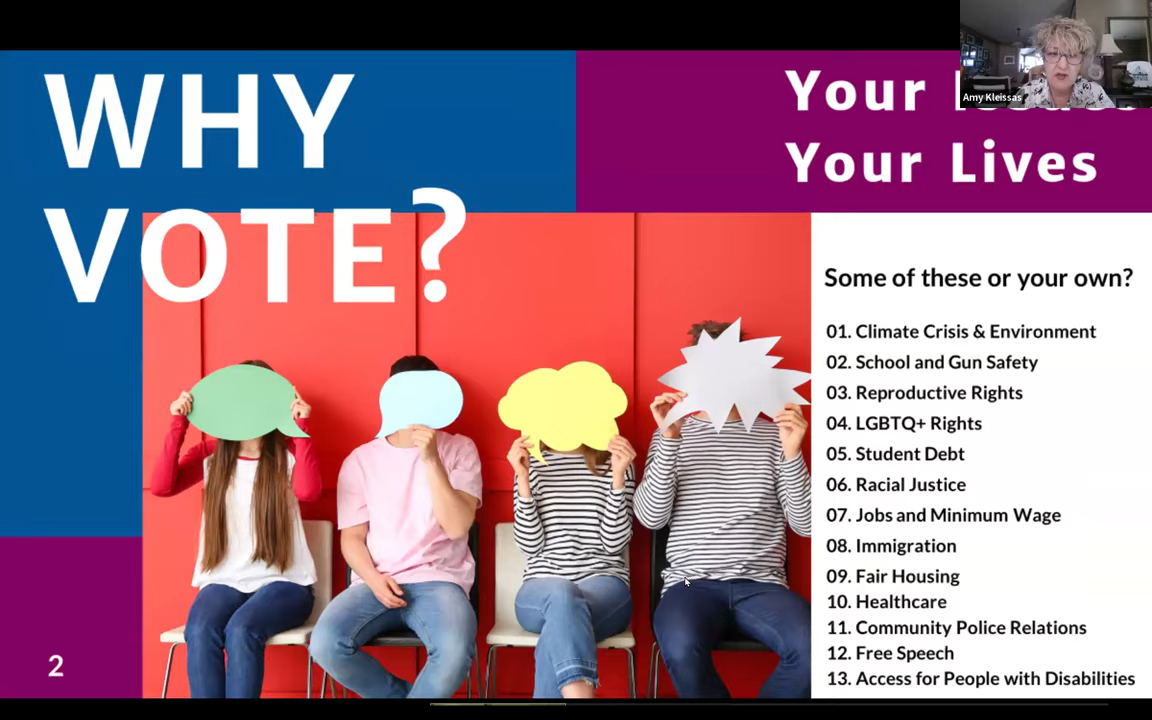 WHY
VOTE?
Your
Your Lives
Amy Kleissas
Some of these or your own?
01. Climate Crisis & Environment
02. School and Gun Safety
03. Reproductive Rights
04. LGBTQ+ Rights
05. Student Debt
06. Racial Justice
07. Jobs and Minimum Wage
08. Immigration
09. Fair Housing
10. Healthcare
11. Community Police Relations
12. Free Speech
13. Access for People with Disabilities
2